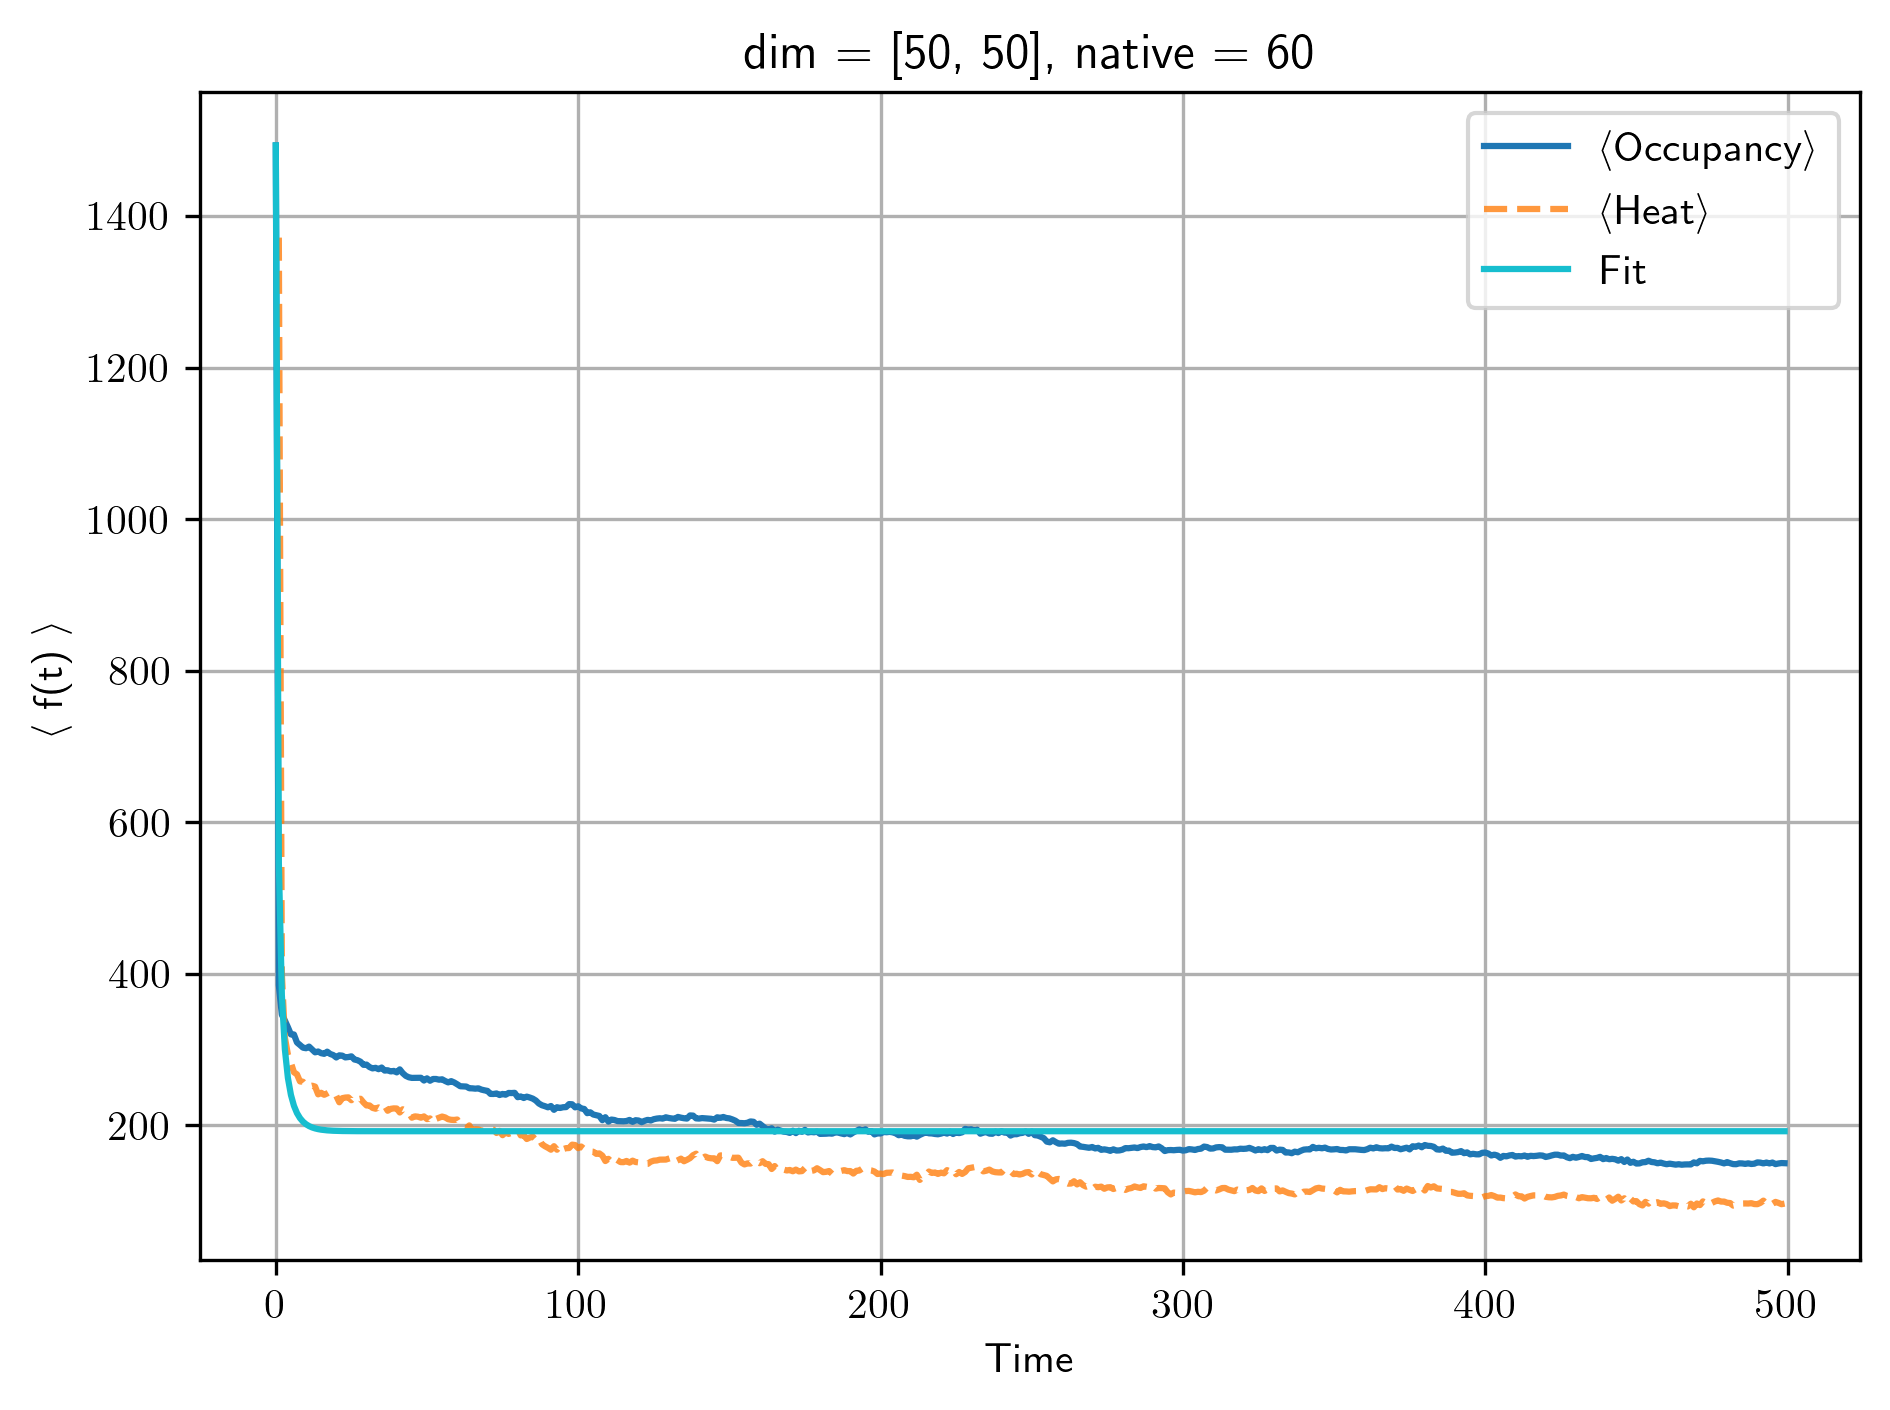 dim = [50, 50], native = 60
⟨Occupancy⟩
⟨Heat⟩
Fit
1400
1200
1000
800
600
400
200
⟨ f(t) ⟩
0 100 200 300 400 500
Time